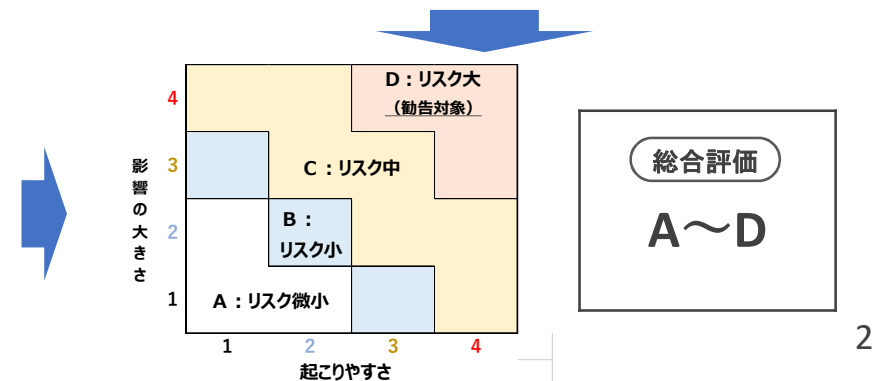 影響の大きさ
4
3
2
1
D：リスク大
（勧告対象）
C：リスク中
B：
リスク小
A：リスク微小
1 2 3 4
起こりやすさ
総合評価
A～D
2